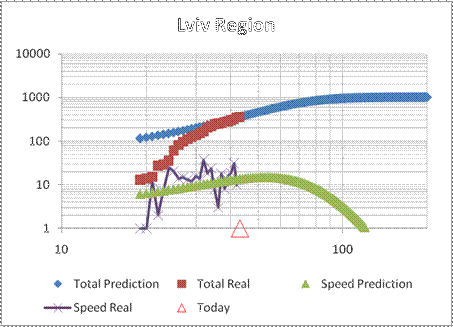 Lviv Region
10000
1000
100
10
1
10 100
Total Prediction Total Real Speed Prediction
Speed Real Today